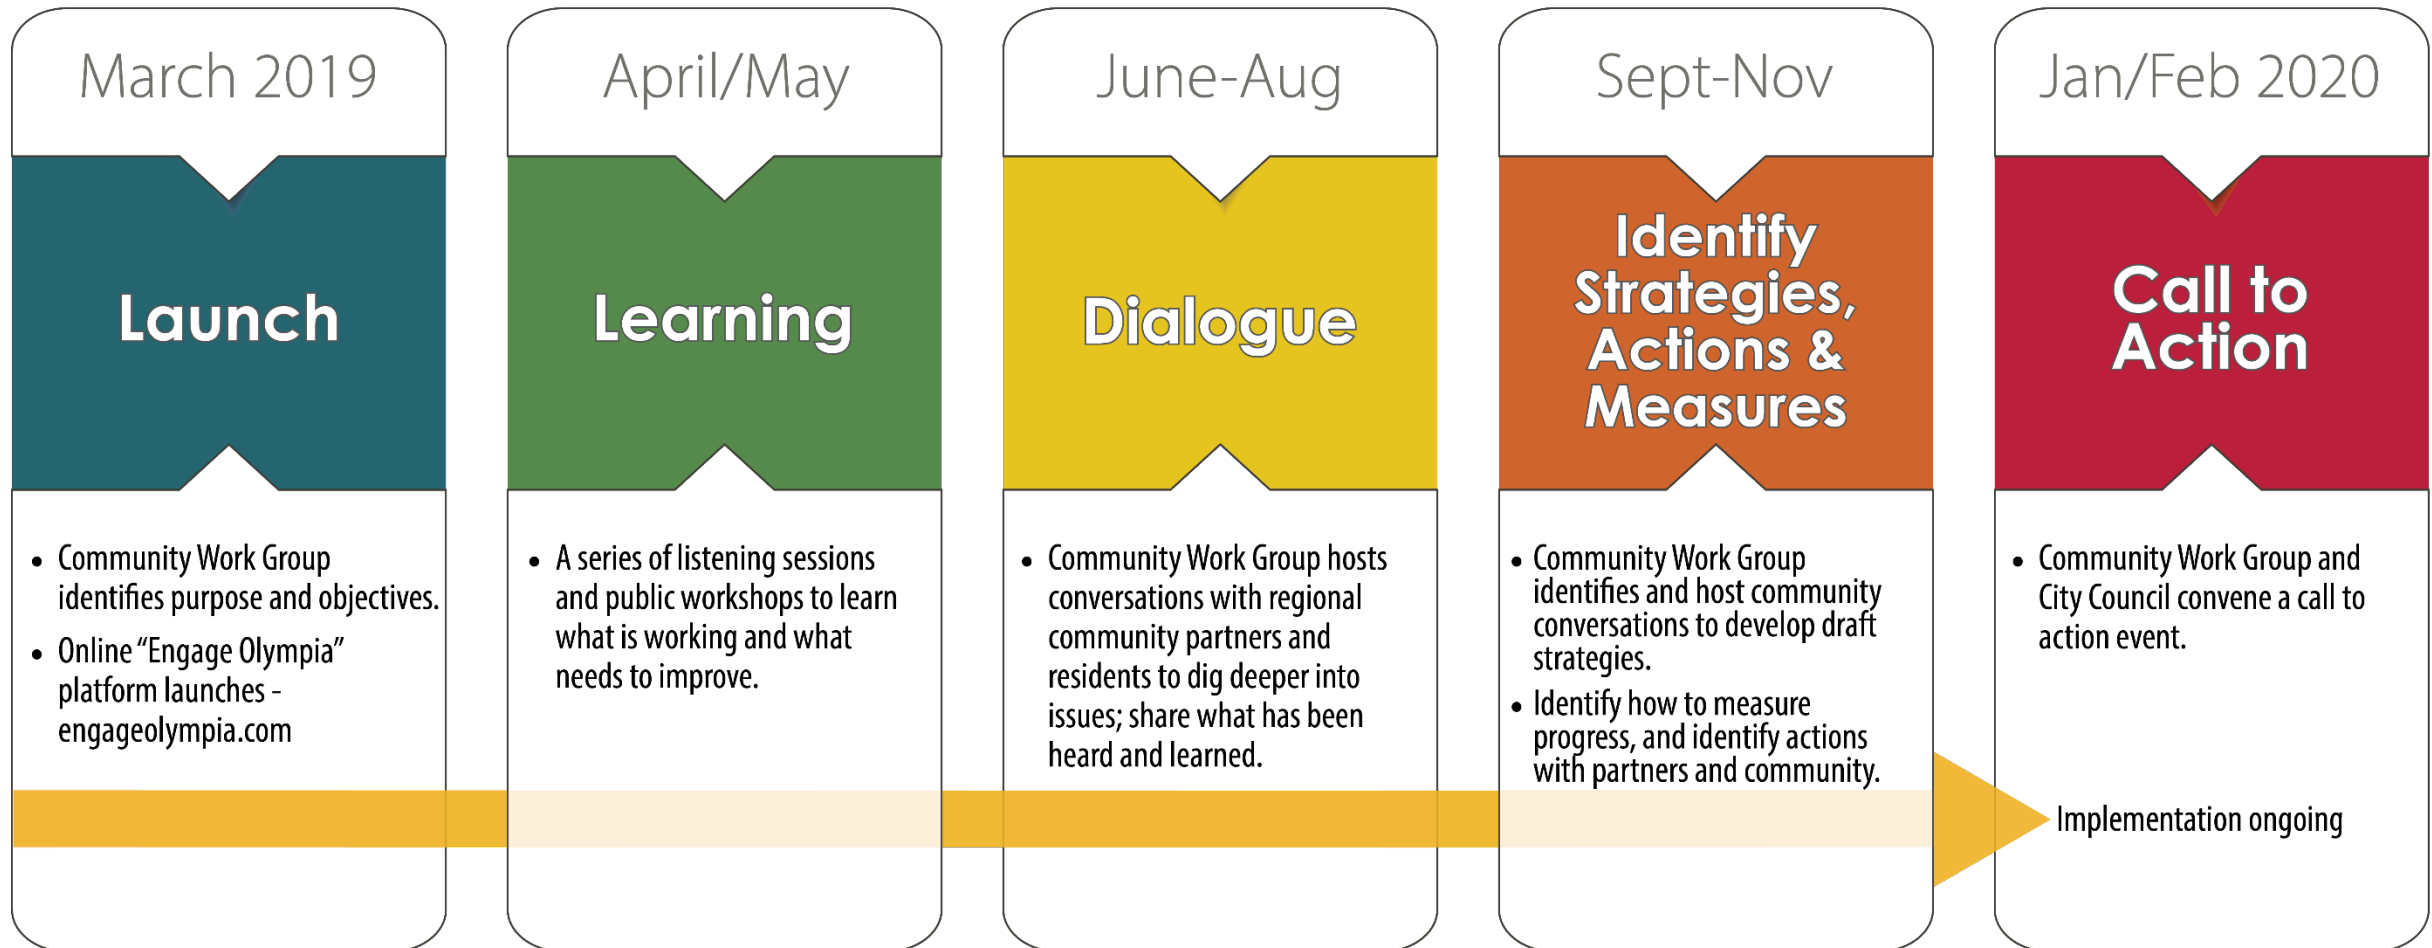 March 2019
Launch
• Community Work Group
identifies purpose and objectives.
• Online “Engage Olympia”
platform launches -
engageolympia.com
April/May
Learning
• A series of listening sessions
and public workshops to learn
what is working and what
needs to improve.
June-Aug
Dialogue
• Community Work Group hosts
conversations with regional
community partners and
residents to dig deeper into
issues; share what has been
heard and learned.
Sept-Nov
Identify
Strategies,
Actions &
Measures
• Community Work Group
identifies and host community
conversations to develop draft
strategies.
• Identify how to measure
progress, and identify actions
with partners and community.
Jan/Feb 2020
Call to
Action
• Community Work Group and
City Council convene a call to
action event.
Implementation ongoing